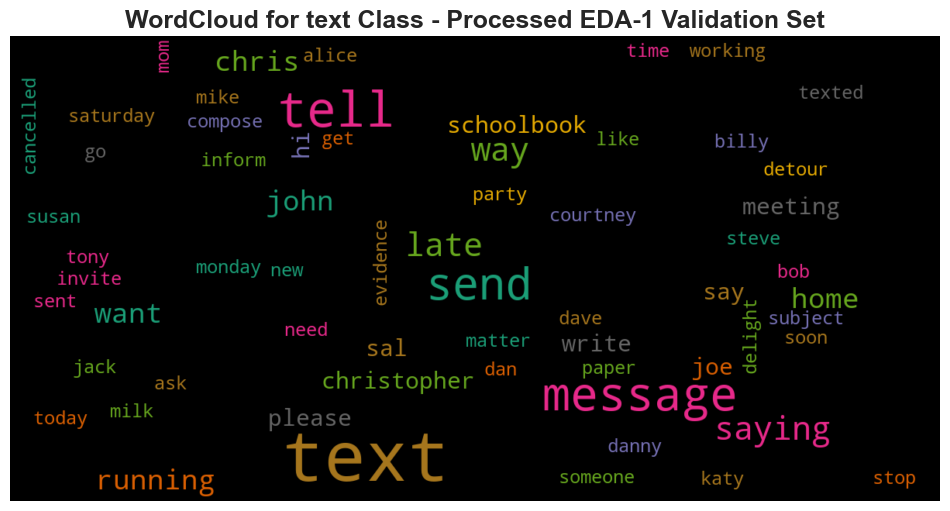 WordCloud for text Class - Processed EDA-1 Validation Set
mom
chris
alice
time
working
cancelled
saturday
mike
compose
tell
texted
go
inform
hi
get
schoolbook
way
like
billy
detour
susan
john
party
courtney
meeting
steve
tony
invite
sent
monday
new
evidence
late
send
bob
want
need
say
home
subject
soon
delight
dave
write
matter
sal
jack
ask
christopher
dan
paper
joe
today
milk
please
message
saying
text
danny
running
someone
katy
stop